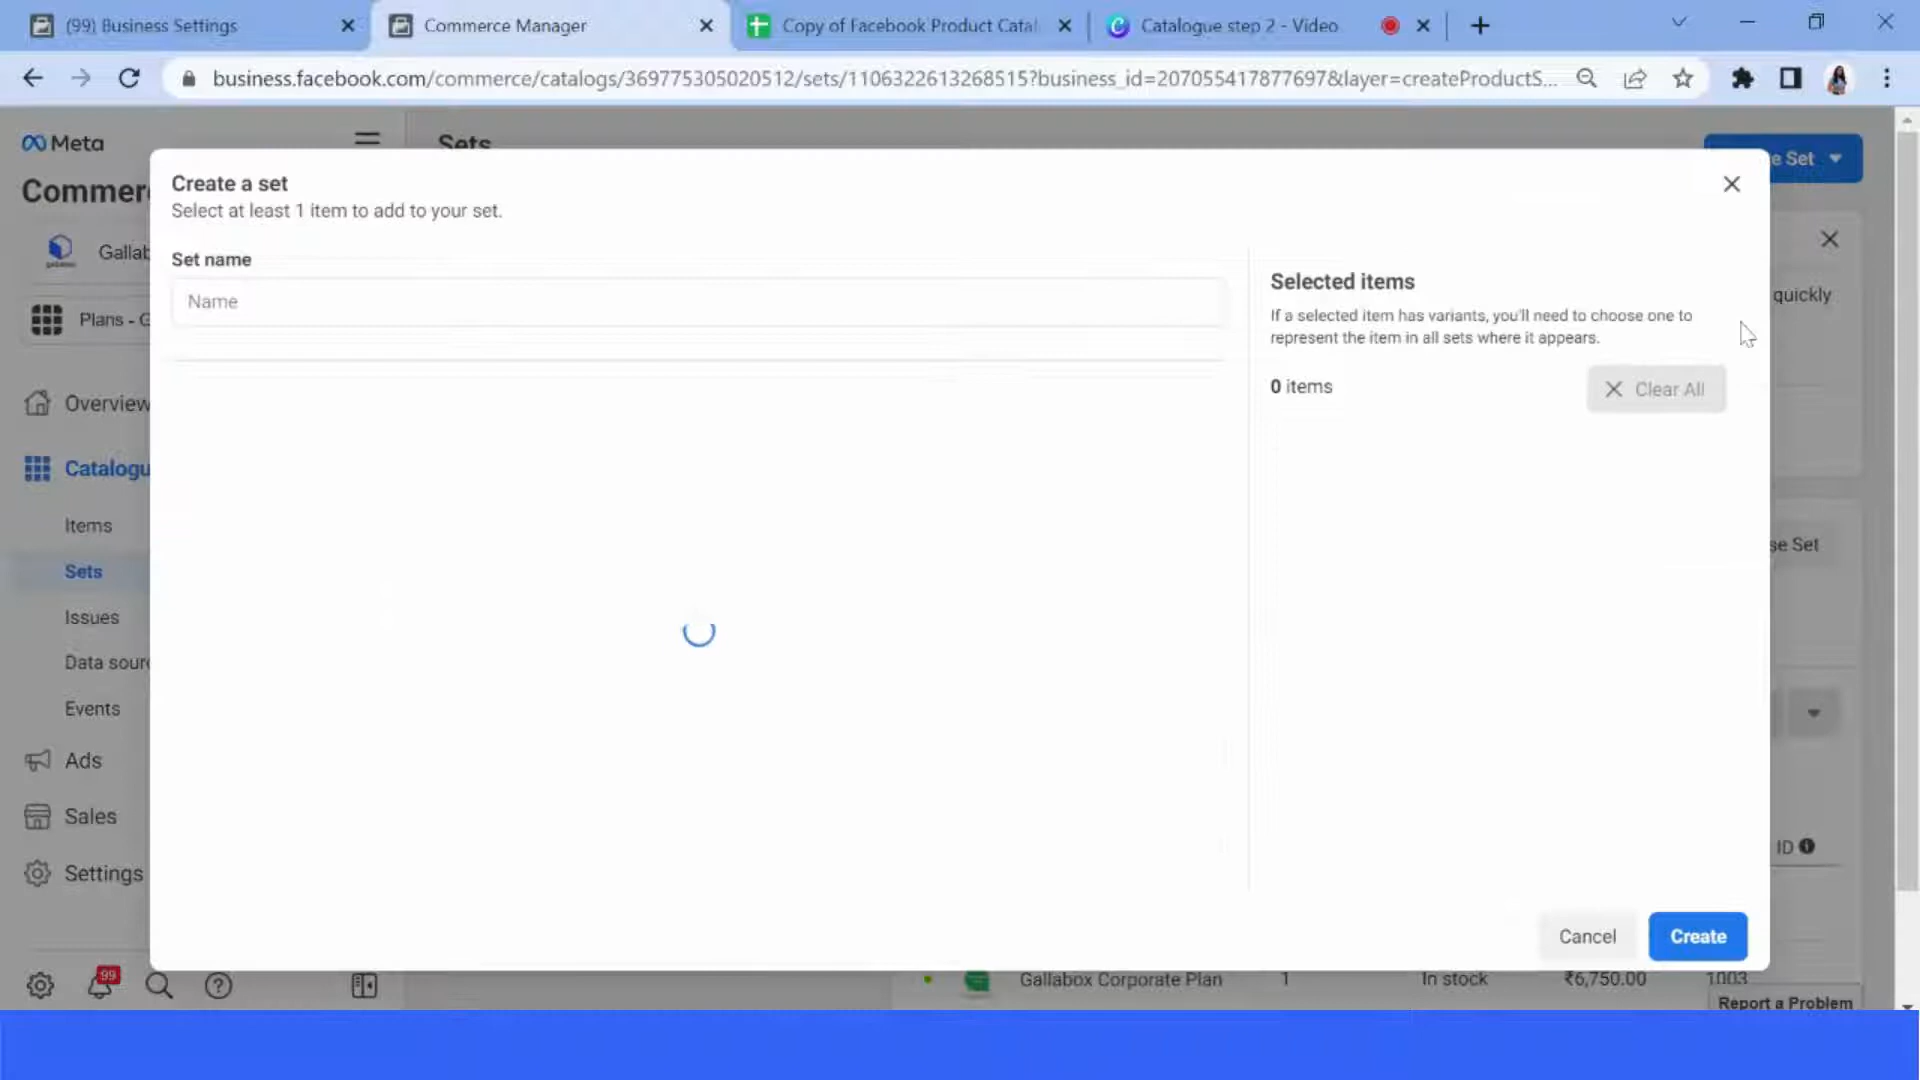 (99) Business Settings
Commerce Manager
Copy of Facebook Product Catal
Catalogue step 2 - Video
business.facebook.com/commerce/catalogs/369775305020512/sets/1106322613268515?business_id=207055417877697&layer=createProductS...
Meta
Sets
e Set
Commer
Create a set
Select at least 1 item to add to your set.
Gallab
Set name
Name
Plans - G
Selected items
If a selected item has variants, you'll need to choose one to
represent the item in all sets where it appears.
quickly
0 items
Clear All
Overview
Catalogu
Items
Sets
se Set
Issues
Data sour
Events
Ads
Sales
ID
Settings
Cancel
Create
99
Gallabox Corporate Plan
1
In stock
₹6,750.00
1003
Report a Problem